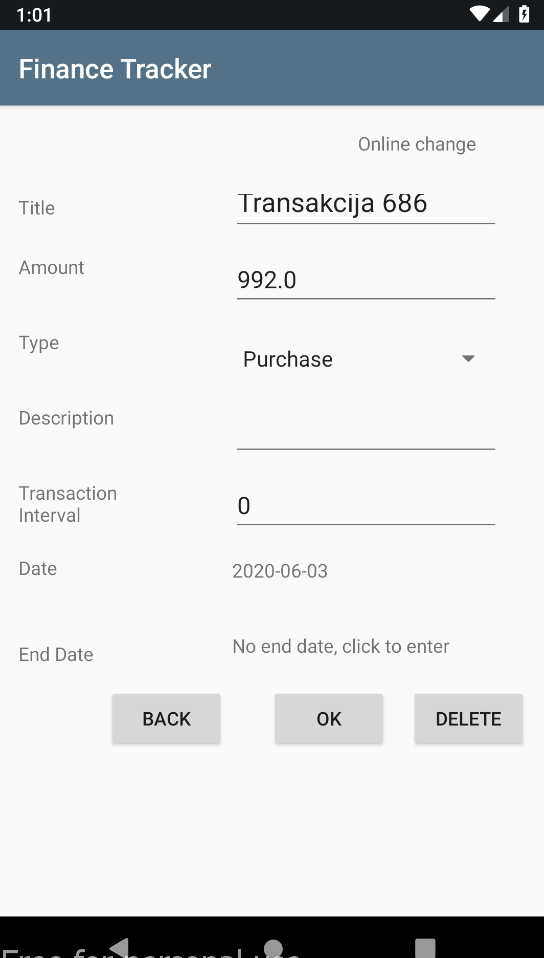 1:01
Finance Tracker
Online change
Title
Transakcija 686
Amount
992.0
Type
Purchase
Description
Transaction
Interval
0
Date
2020-06-03
End Date
No end date, click to enter
BACK
OK
DELETE
Free for personal use